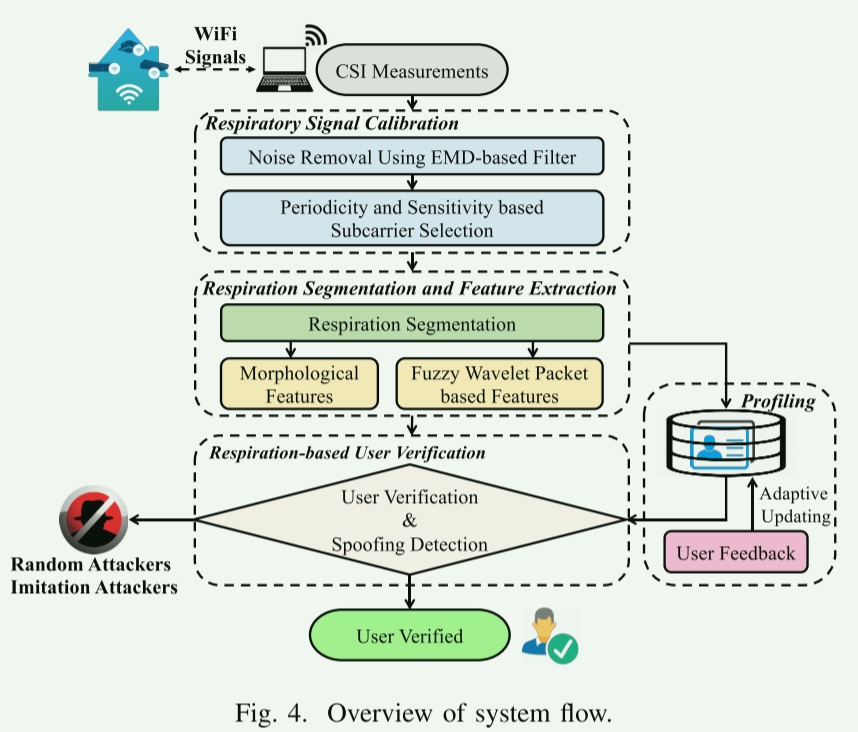 WiFi
Signals
CSI Measurements
Respiratory Signal Calibration
Noise Removal Using EMD-based Filter
Periodicity and Sensitivity based
Subcarrier Selection
Respiration Segmentation and Feature Extraction
Respiration Segmentation
Morphological
Features
Fuzzy Wavelet Packet
based Features
Profiling
Adaptive
Updating
User Feedback
Respiration-based User Verification
User Verification
&
Spoofing Detection
Random Attackers
Imitation Attackers
User Verified
Fig. 4. Overview of system flow.